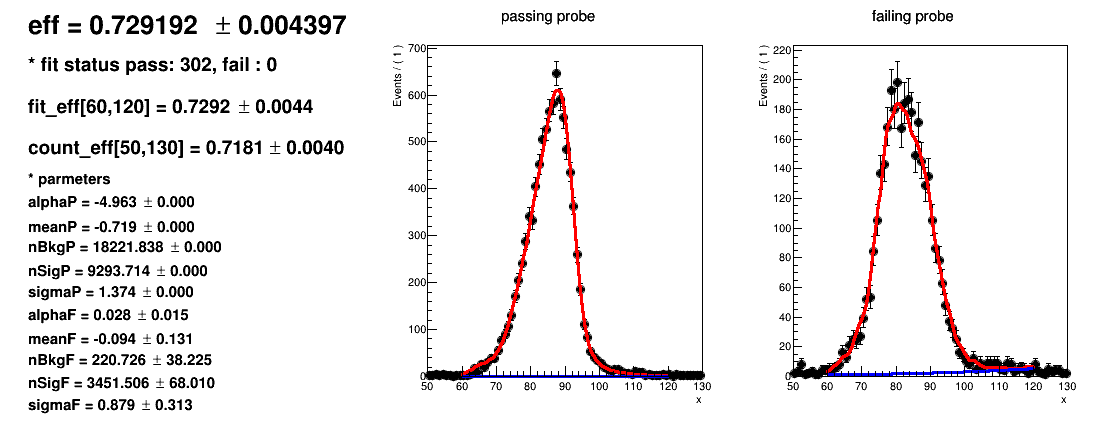 eff = 0.729192 ± 0.004397
* fit status pass: 302, fail : 0
fit_eff[60,120] = 0.7292 ± 0.0044
count_eff[50,130] = 0.7181 ± 0.0040
* parmeters
alphaP = -4.963 ± 0.000
meanP = -0.719 ± 0.000
nBkgP = 18221.838 ± 0.000
nSigP = 9293.714 ± 0.000
sigmaP = 1.374 ± 0.000
alphaF = 0.028 ± 0.015
meanF = -0.094 ± 0.131
nBkgF = 220.726 ± 38.225
nSigF = 3451.506 ± 68.010
sigmaF = 0.879 ± 0.313
passing probe
Events / ( 1 )
700
600
500
400
300
200
100
0
50 60 70 80 90 100 110 120 130
x
failing probe
Events / ( 1 )
220
200
180
160
140
120
100
80
60
40
20
0
50 60 70 80 90 100 110 120 130
x